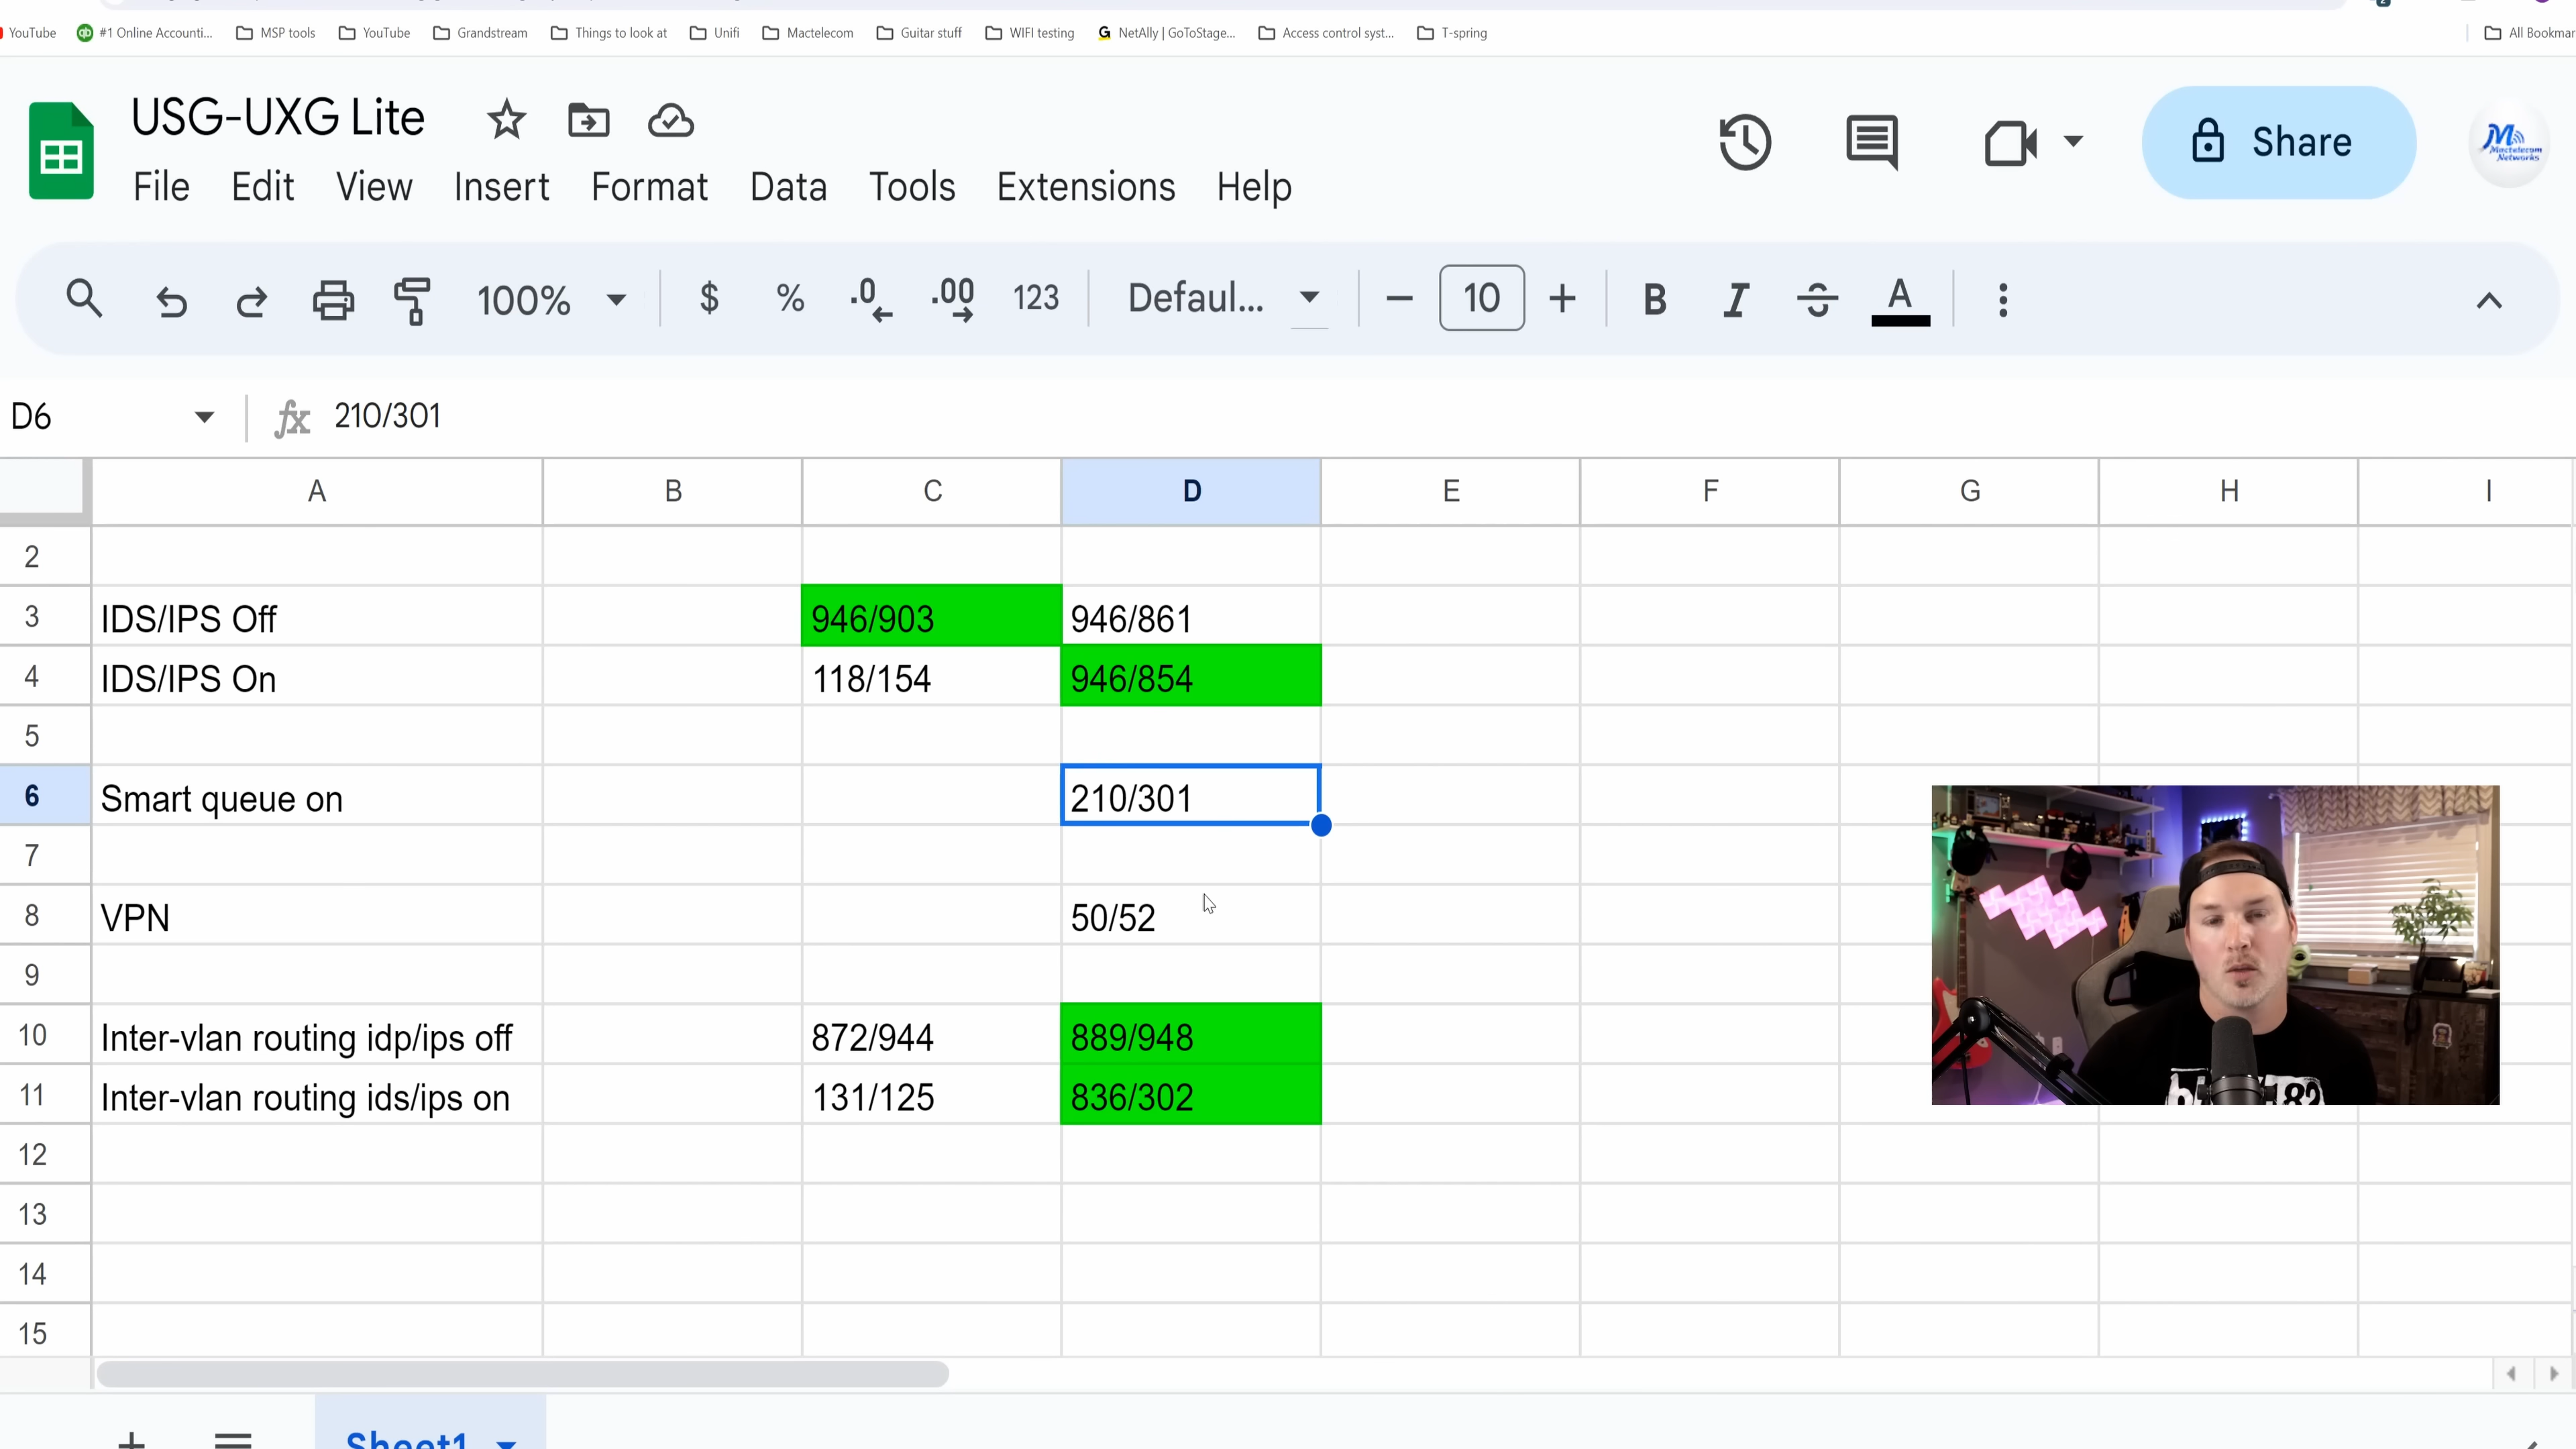 YouTube #1 Online Accounti... MSP tools YouTube Grandstream Things to look at Unifi Mactelecom Guitar stuff WIFI testing NetAlly | GoToStage... Access control syst... T-spring All Bookmar
USG-UXG Lite
Share
Mactelecom
Networks
File Edit View Insert Format Data Tools Extensions Help
100% $ % .0 .00 123 Defaul... 10 B I A
D6 fx 210/301
A B C D E F G H I
2
3 IDS/IPS Off 946/903 946/861
4 IDS/IPS On 118/154 946/854
5
6 Smart queue on 210/301
7
8 VPN 50/52
9
10 Inter-vlan routing idp/ips off 872/944 889/948
11 Inter-vlan routing ids/ips on 131/125 836/302
12
13
14
15
Sheet1